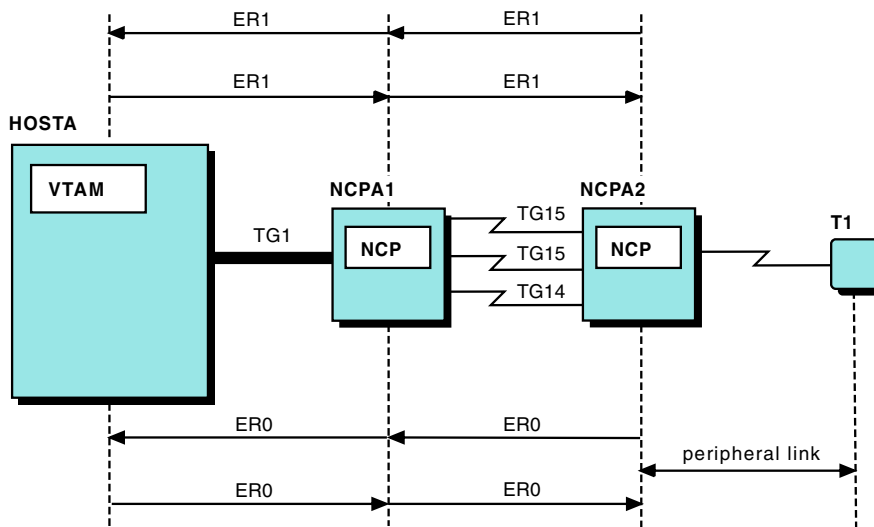 ER1 ER1
ER1 ER1
HOSTA
VTAM
NCPA1 NCPA2
TG15
T1
TG1
NCP
TG15
NCP
TG14
ER0 ER0
peripheral link
ER0 ER0